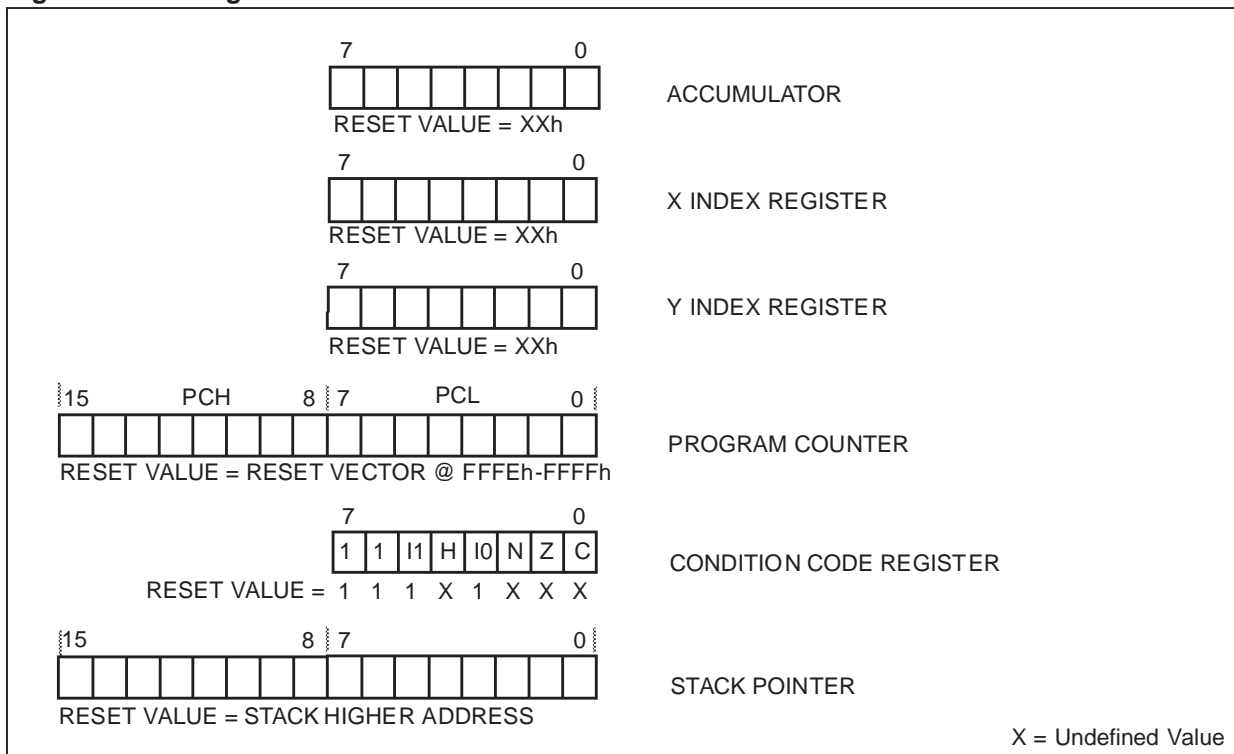 7 0
ACCUMULATOR
RESET VALUE = XXh
7 0
X INDEX REGISTER
RESET VALUE = XXh
7 0
Y INDEX REGISTER
RESET VALUE = XXh
15 PCH 8 7 PCL 0
PROGRAM COUNTER
RESET VALUE = RESET VECTOR @ FFFEh-FFFFh
7 0
1 1 I1 H I0 N Z C
CONDITION CODE REGISTER
RESET VALUE = 1 1 1 X 1 X X X
15 8 7 0
STACK POINTER
RESET VALUE = STACK HIGHER ADDRESS
X = Undefined Value